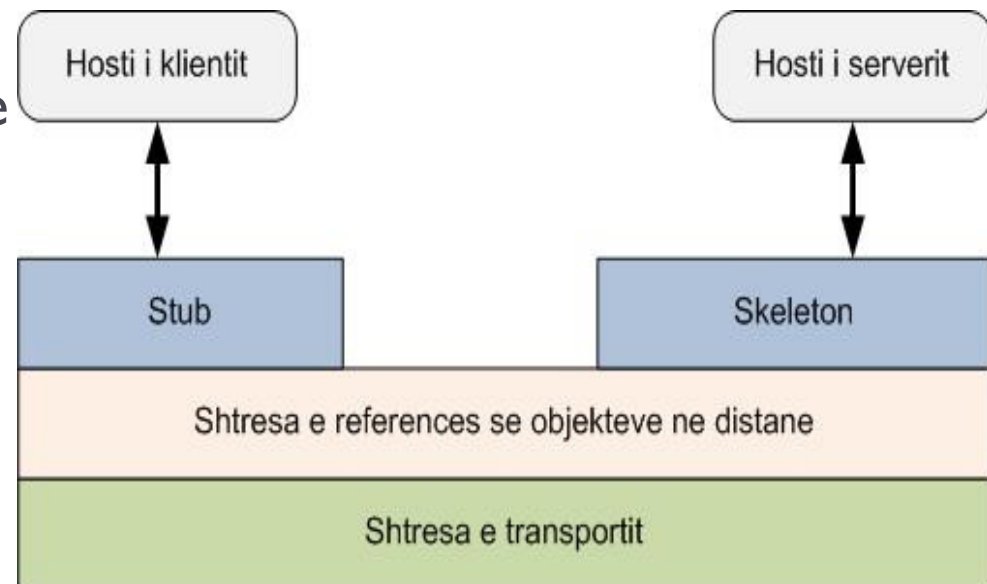 Hosti i klientit
Hosti i serverit
e
Stub
Skeleton
Shtresa e references se objekteve ne distane
Shtresa e transportit